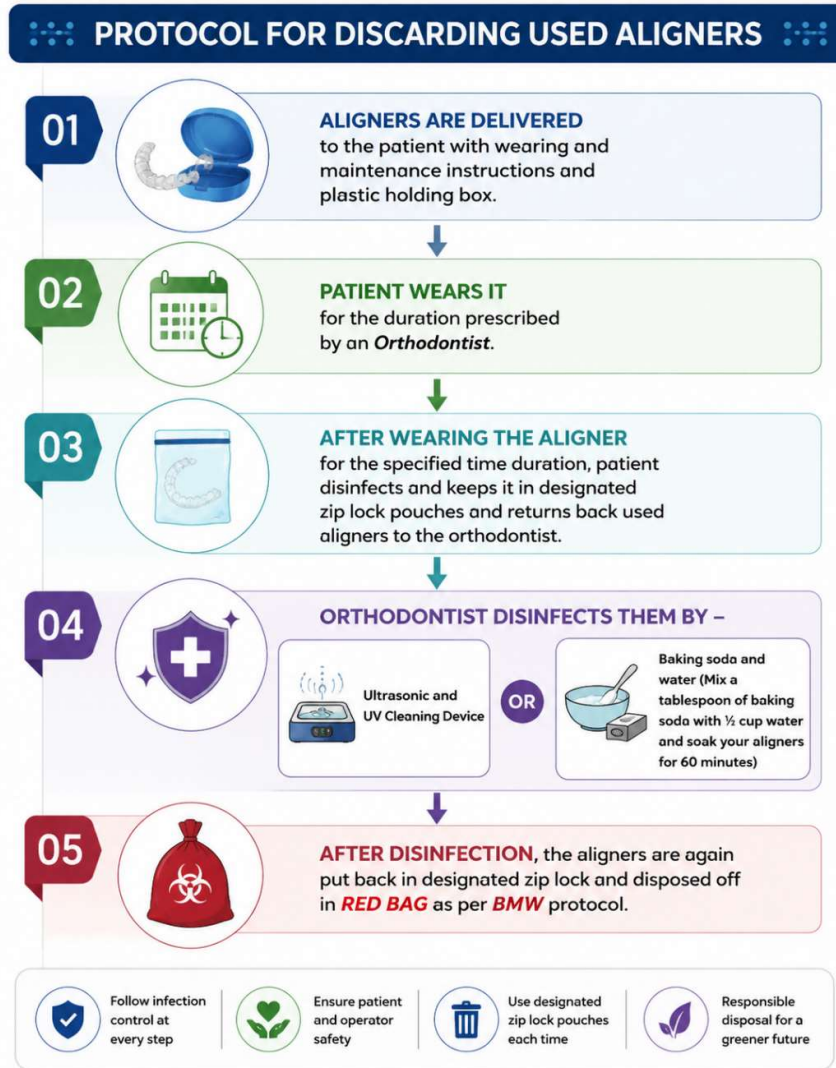 PROTOCOL FOR DISCARDING USED ALIGNERS
01
ALIGNERS ARE DELIVERED
to the patient with wearing and
maintenance instructions and
plastic holding box.
02
PATIENT WEARS IT
for the duration prescribed
by an Orthodontist.
03
AFTER WEARING THE ALIGNER
for the specified time duration, patient
disinfects and keeps it in designated
zip lock pouches and returns back used
aligners to the orthodontist.
04
ORTHODONTIST DISINFECTS THEM BY –
Ultrasonic and
UV Cleaning Device
OR
Baking soda and
water (Mix a
tablespoon of baking
soda with ½ cup water
and soak your aligners
for 60 minutes)
05
AFTER DISINFECTION, the aligners are again
put back in designated zip lock and disposed off
in RED BAG as per BMW protocol.
Follow infection
control at
every step
Ensure patient
and operator
safety
Use designated
zip lock pouches
each time
Responsible
disposal for a
greener future